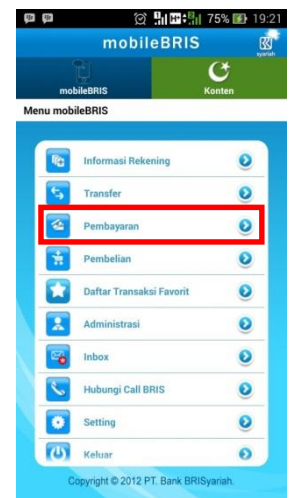 75% 19:21
mobileBRIS
syariah
mobileBRIS
Konten
Menu mobileBRIS
Informasi Rekening
Transfer
Pembayaran
Pembelian
Daftar Transaksi Favorit
Administrasi
Inbox
Hubungi Call BRIS
Setting
Keluar
Copyright © 2012 PT. Bank BRISyariah.